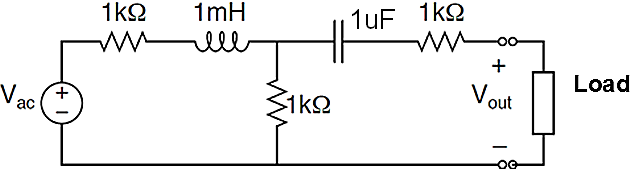 1kΩ 1mH 1uF 1kΩ
Vac + − 1kΩ + Vout − Load